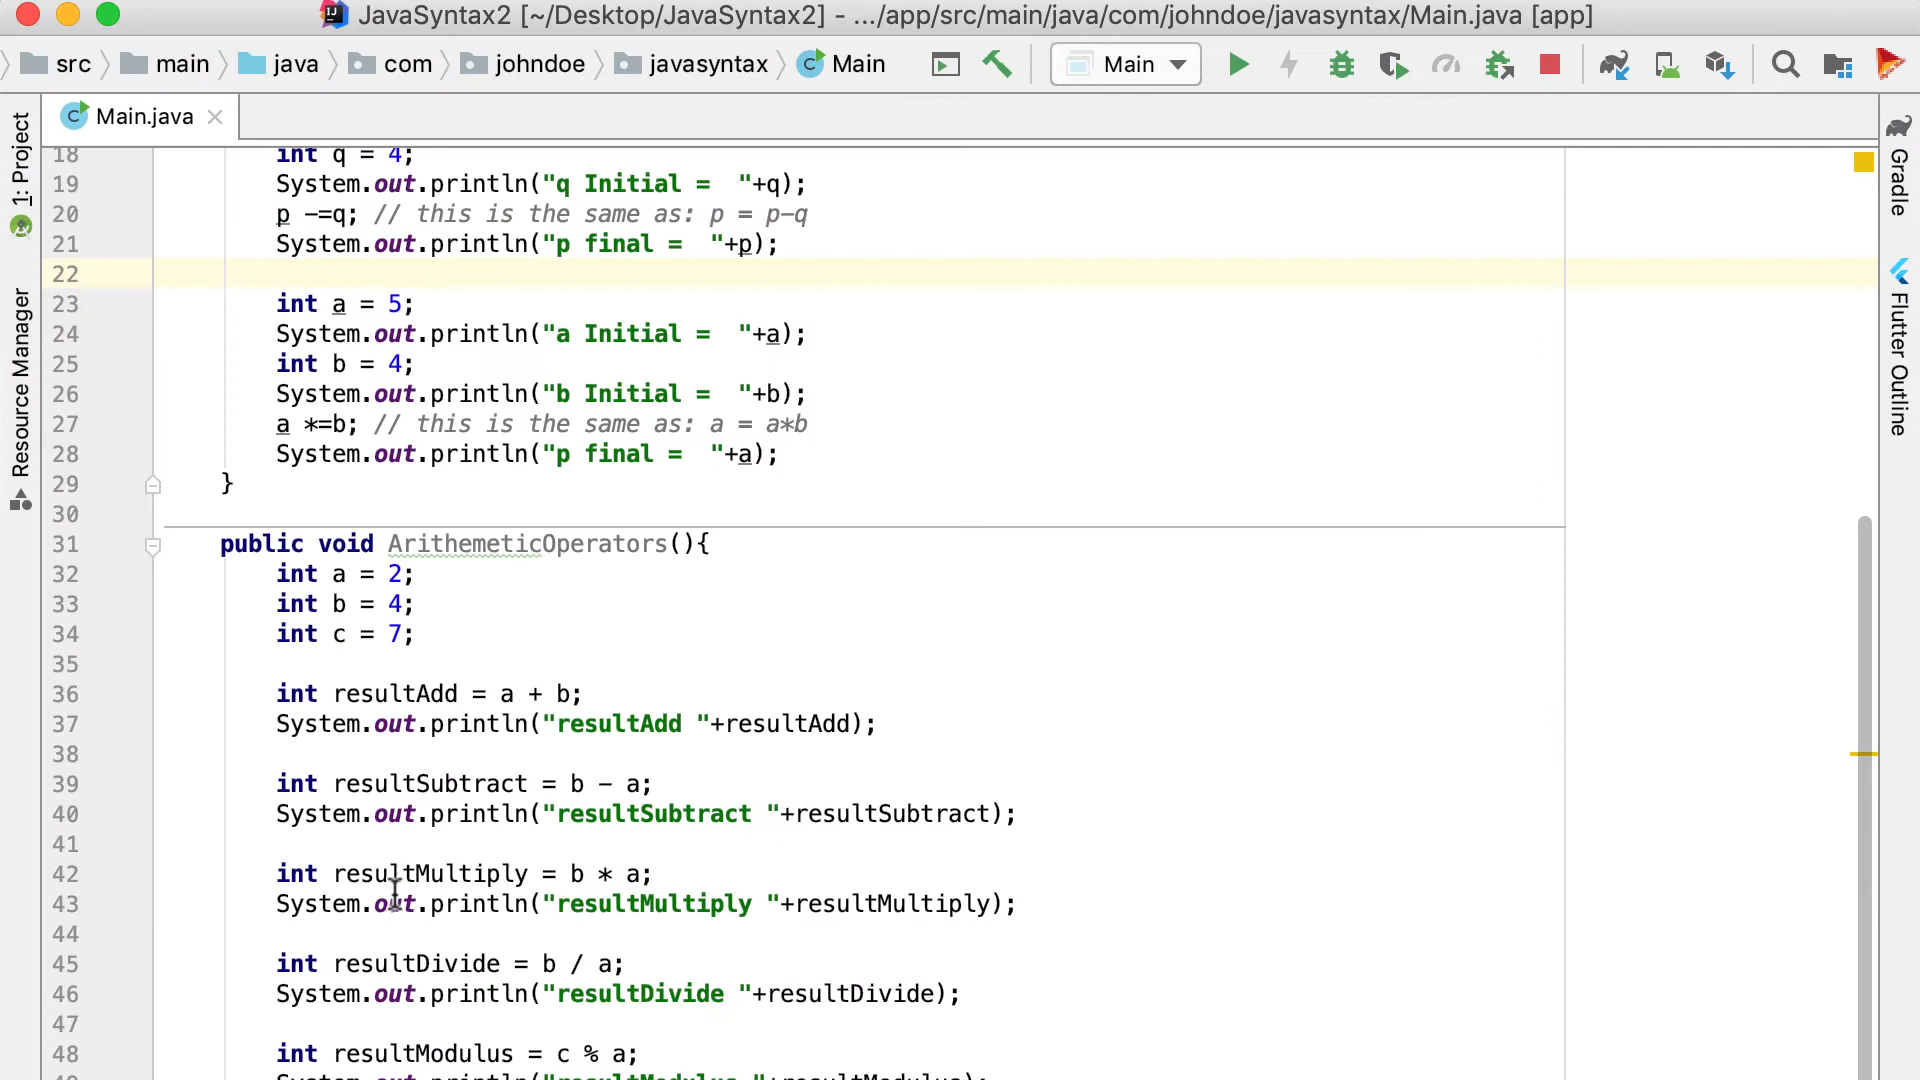 JavaSyntax2 [~/Desktop/JavaSyntax2] - .../app/src/main/java/com/johndoe/javasyntax/Main.java [app]
src main java com johndoe javasyntax Main Main
Main.java
1: Project
Resource Manager
Gradle
Flutter Outline
18 int q = 4;
19 System.out.println("q Initial =  "+q);
20 p -=q; // this is the same as: p = p-q
21 System.out.println("p final =  "+p);
22
23 int a = 5;
24 System.out.println("a Initial =  "+a);
25 int b = 4;
26 System.out.println("b Initial =  "+b);
27 a *=b; // this is the same as: a = a*b
28 System.out.println("p final =  "+a);
29 }
30
31 public void ArithemeticOperators(){
32 int a = 2;
33 int b = 4;
34 int c = 7;
35
36 int resultAdd = a + b;
37 System.out.println("resultAdd "+resultAdd);
38
39 int resultSubtract = b - a;
40 System.out.println("resultSubtract "+resultSubtract);
41
42 int resultMultiply = b * a;
43 System.out.println("resultMultiply "+resultMultiply);
44
45 int resultDivide = b / a;
46 System.out.println("resultDivide "+resultDivide);
47
48 int resultModulus = c % a;
49 System.out.println("resultModulus "+resultModulus);